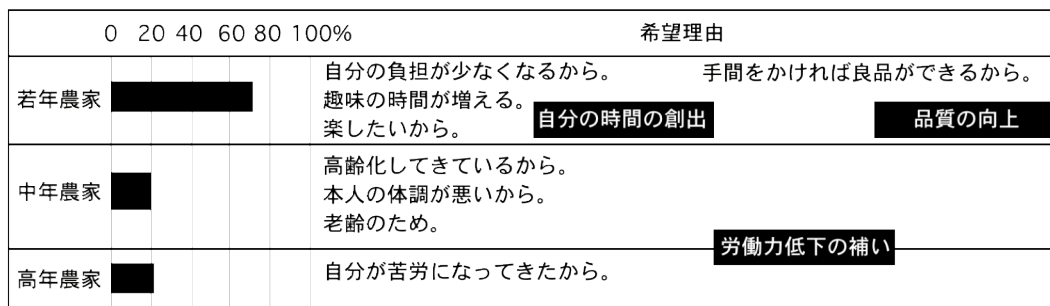 0 20 40 60 80 100% 希望理由
若年農家
自分の負担が少なくなるから。
趣味の時間が増える。
楽したいから。
自分の時間の創出
手間をかければ良品ができるから。
品質の向上
中年農家
高齢化してきているから。
本人の体調が悪いから。
老齢のため。
労働力低下の補い
高年農家
自分が苦労になってきたから。